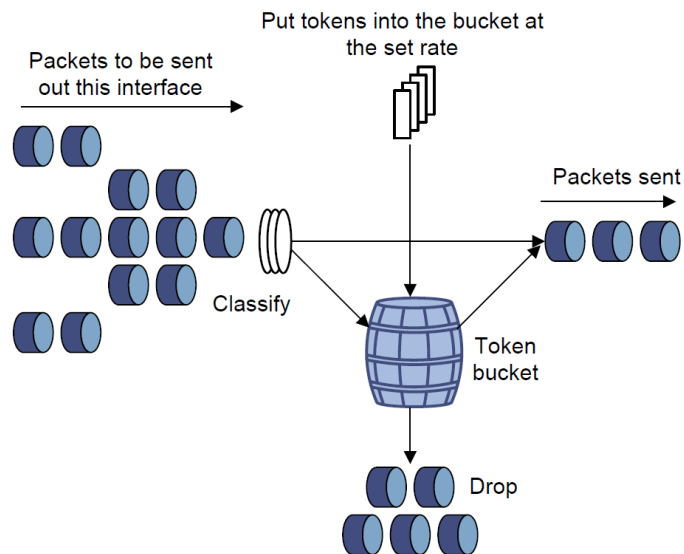 Put tokens into the bucket at
the set rate
Packets to be sent
out this interface
Packets sent
Classify
Token
bucket
Drop